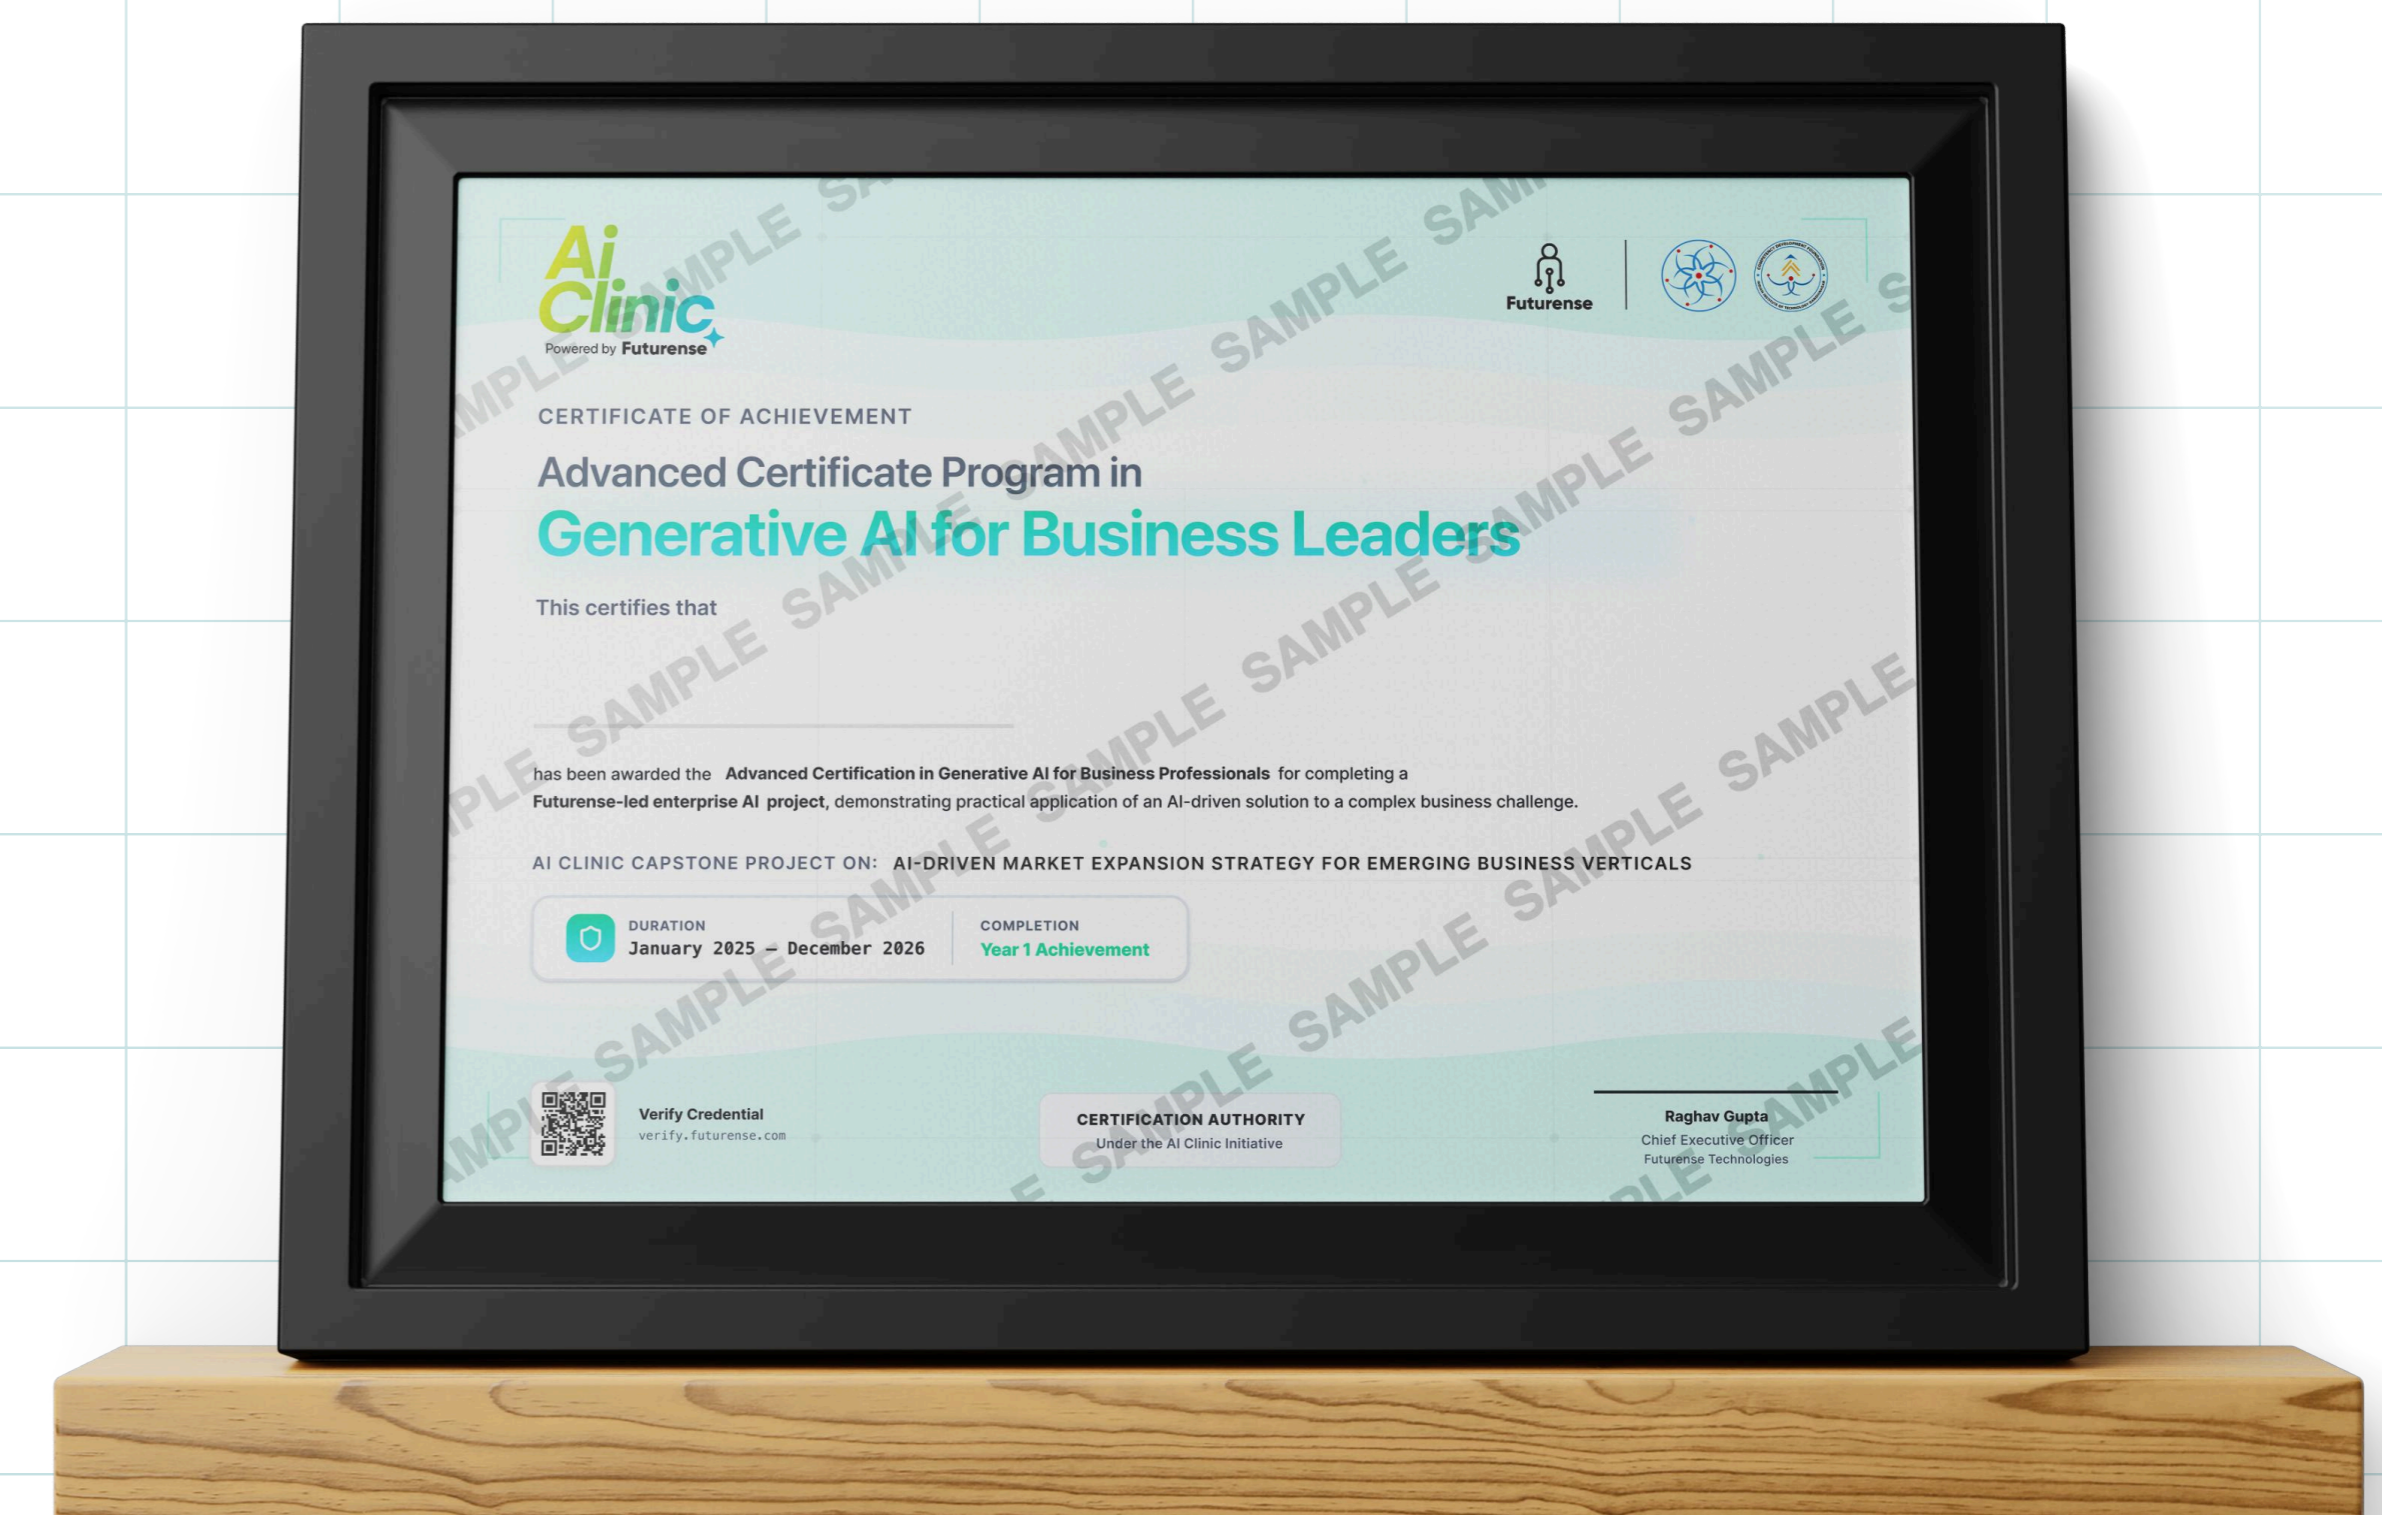 Ai
Clinic
Powered by Futurense
Futurense
CERTIFICATE OF ACHIEVEMENT
Advanced Certificate Program in
Generative AI for Business Leaders
This certifies that
has been awarded the Advanced Certification in Generative AI for Business Professionals for completing a
Futurense-led enterprise AI project, demonstrating practical application of an AI-driven solution to a complex business challenge.
AI CLINIC CAPSTONE PROJECT ON: AI-DRIVEN MARKET EXPANSION STRATEGY FOR EMERGING BUSINESS VERTICALS
DURATION
January 2025 – December 2026
COMPLETION
Year 1 Achievement
Verify Credential
verify.futurense.com
CERTIFICATION AUTHORITY
Under the AI Clinic Initiative
Raghav Gupta
Chief Executive Officer
Futurense Technologies
SAMPLE SAMPLE SAMPLE SAMPLE